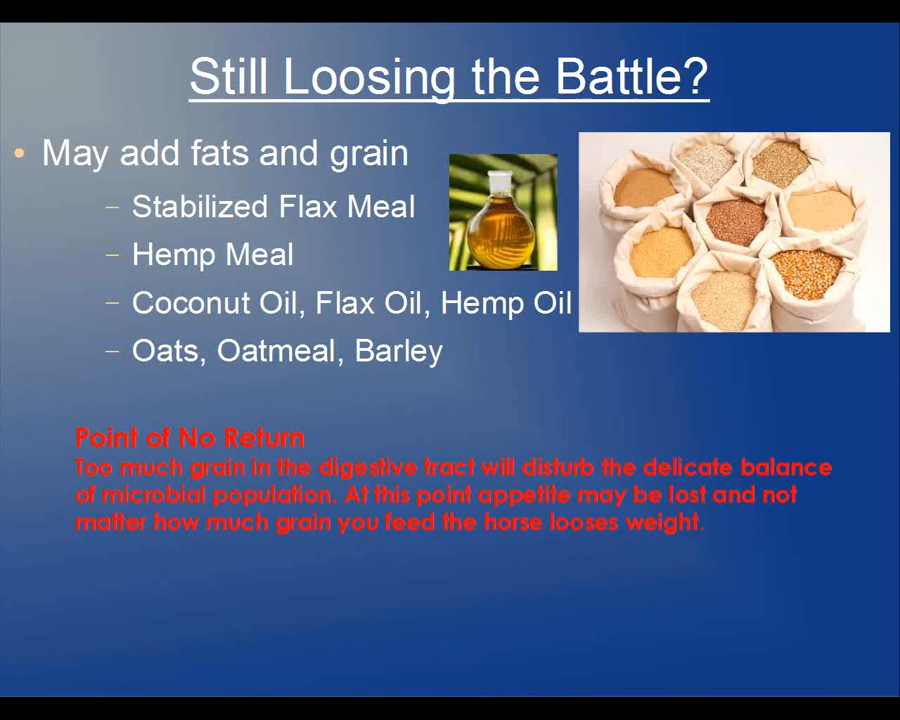 Still Loosing the Battle?
• May add fats and grain
– Stabilized Flax Meal
– Hemp Meal
– Coconut Oil, Flax Oil, Hemp Oil
– Oats, Oatmeal, Barley
Point of No Return
Too much grain in the digestive tract will disturb the delicate balance
of microbial population. At this point appetite may be lost and not
matter how much grain you feed the horse looses weight.